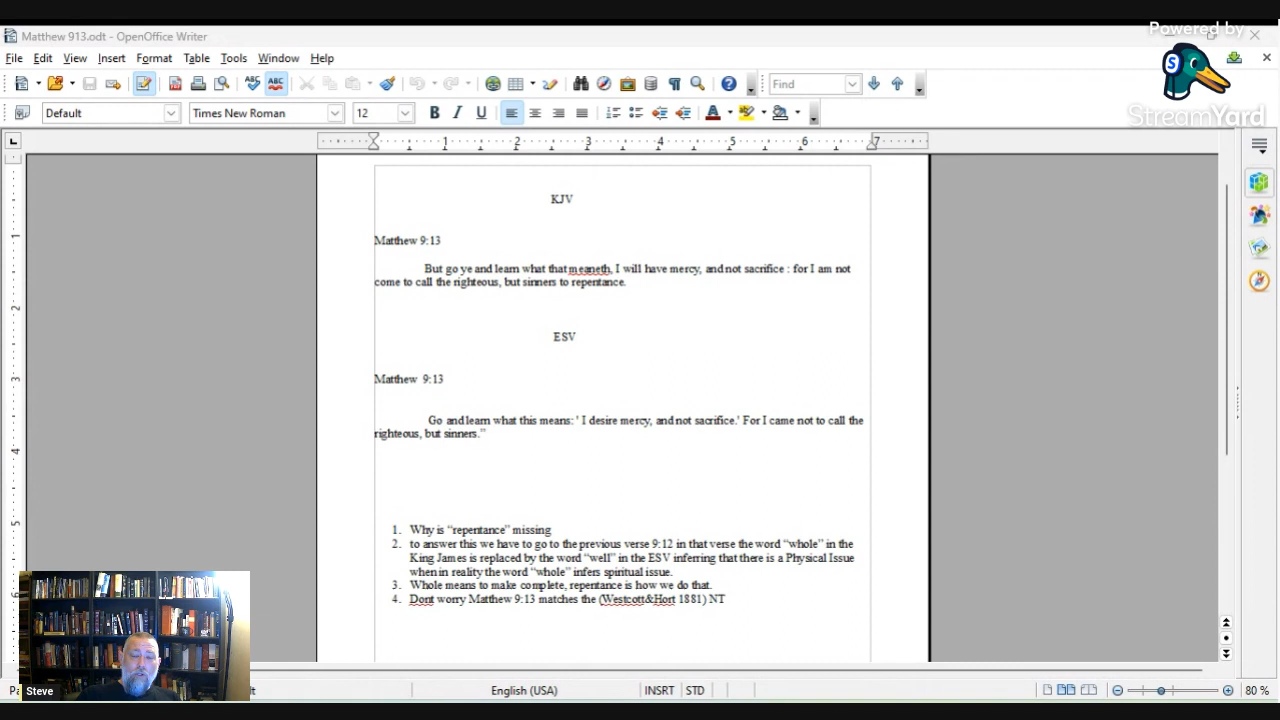 Matthew 913.odt - OpenOffice Writer
Powered by
StreamYard
File Edit View Insert Format Table Tools Window Help
Find
Default Times New Roman 12 B I U A
1 2 3 4 5 6 7
KJV
Matthew 9:13
But go ye and learn what that meaneth, I will have mercy, and not sacrifice : for I am not
come to call the righteous, but sinners to repentance.
ESV
Matthew 9:13
Go and learn what this means: ' I desire mercy, and not sacrifice.' For I came not to call the
righteous, but sinners.”
1. Why is “repentance” missing
2. to answer this we have to go to the previous verse 9:12 in that verse the word “whole” in the
King James is replaced by the word “well” in the ESV inferring that there is a Physical Issue
when in reality the word “whole” infers spiritual issue.
3. Whole means to make complete, repentance is how we do that.
4. Dont worry Matthew 9:13 matches the (Westcott&Hort 1881) NT
Steve
English (USA) INSRT STD 80 %